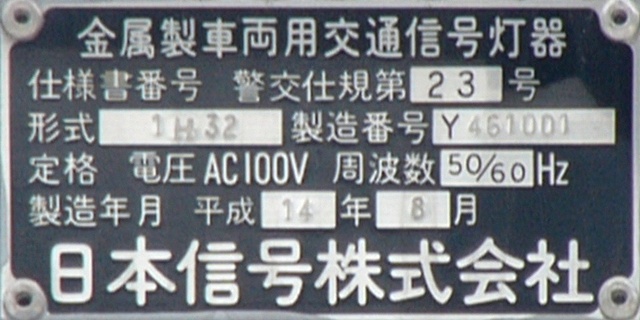 金属製車両用交通信号灯器
仕様書番号 警交仕規第 23 号
形式 1H32 製造番号 Y461001
定格 電圧 AC100V 周波数 50/60 Hz
製造年月 平成 14 年 8 月
日本信号株式会社